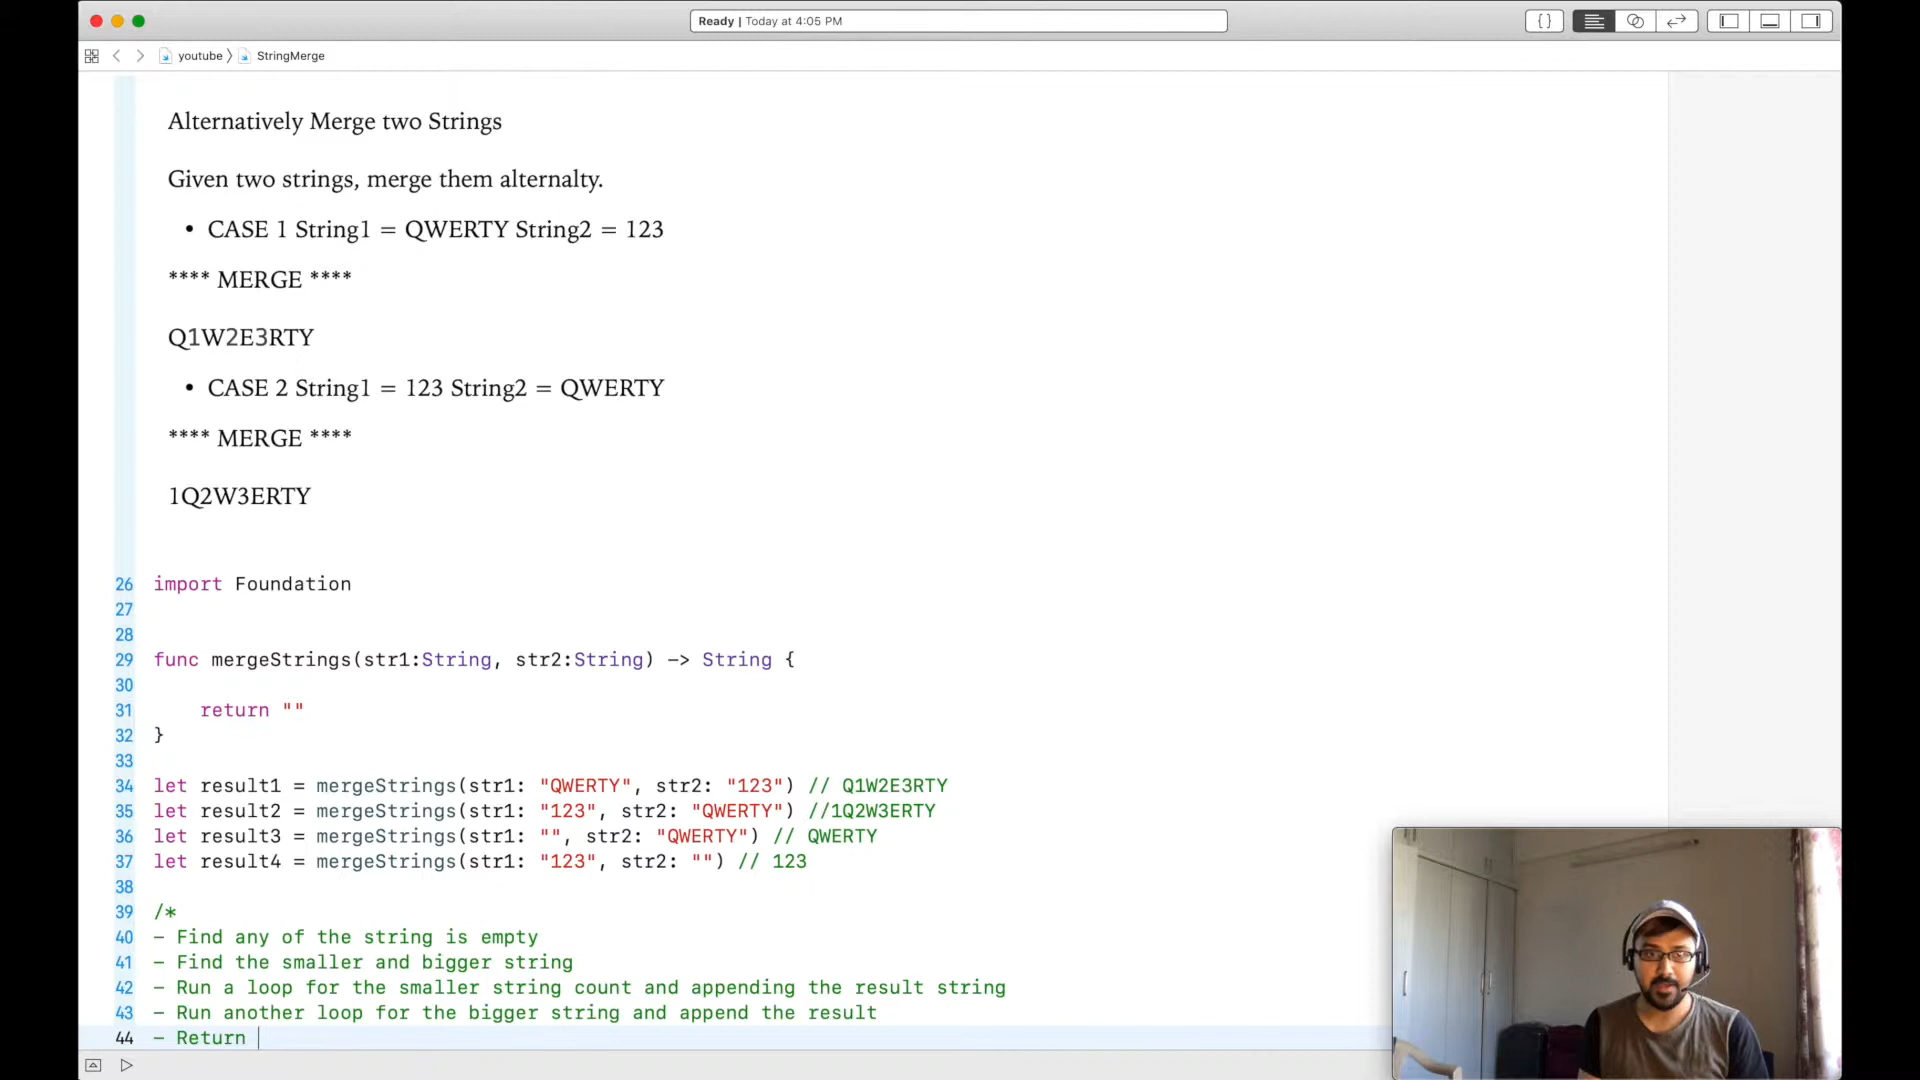 Ready | Today at 4:05 PM
{ }
youtube 〉 StringMerge
Alternatively Merge two Strings
Given two strings, merge them alternalty.
• CASE 1 String1 = QWERTY String2 = 123
**** MERGE ****
Q1W2E3RTY
• CASE 2 String1 = 123 String2 = QWERTY
**** MERGE ****
1Q2W3ERTY
26 import Foundation
27
28
29 func mergeStrings(str1:String, str2:String) -> String {
30
31 return ""
32 }
33
34 let result1 = mergeStrings(str1: "QWERTY", str2: "123") // Q1W2E3RTY
35 let result2 = mergeStrings(str1: "123", str2: "QWERTY") //1Q2W3ERTY
36 let result3 = mergeStrings(str1: "", str2: "QWERTY") // QWERTY
37 let result4 = mergeStrings(str1: "123", str2: "") // 123
38
39 /*
40 - Find any of the string is empty
41 - Find the smaller and bigger string
42 - Run a loop for the smaller string count and appending the result string
43 - Run another loop for the bigger string and append the result
44 - Return